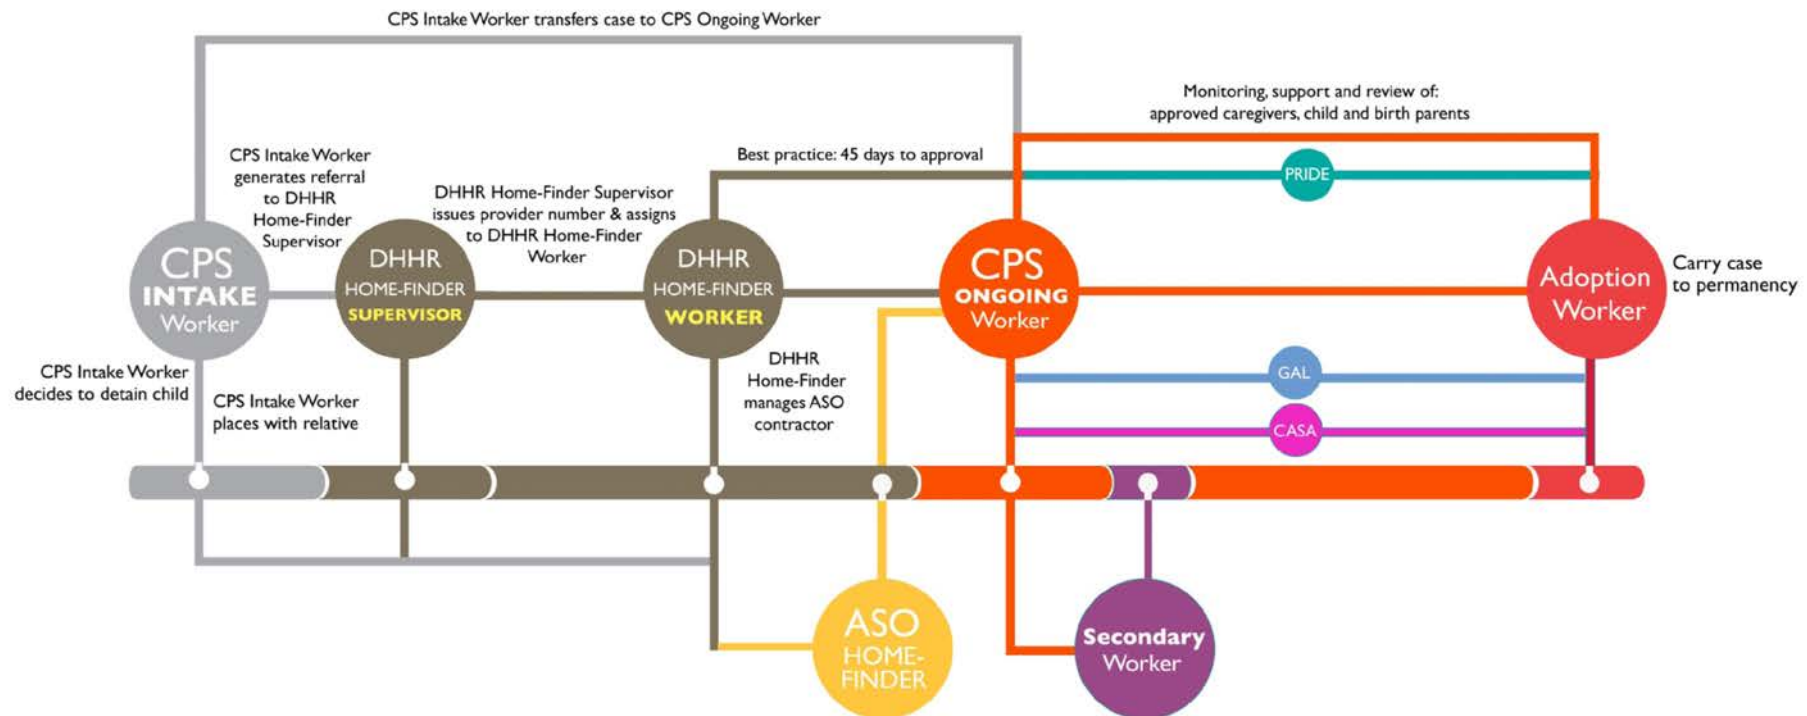 CPS Intake Worker transfers case to CPS Ongoing Worker
Monitoring, support and review of:
approved caregivers, child and birth parents
Best practice: 45 days to approval
PRIDE
CPS Intake Worker
generates referral
to DHHR
Home-Finder
Supervisor
DHHR Home-Finder Supervisor
issues provider number & assigns
to DHHR Home-Finder
Worker
CPS
INTAKE
Worker
DHHR
HOME-FINDER
SUPERVISOR
DHHR
HOME-FINDER
WORKER
CPS
ONGOING
Worker
Adoption
Worker
Carry case
to permanency
CPS Intake Worker
decides to detain child
CPS Intake Worker
places with relative
DHHR
Home-Finder
manages ASO
contractor
GAL
CASA
ASO
HOME-
FINDER
Secondary
Worker